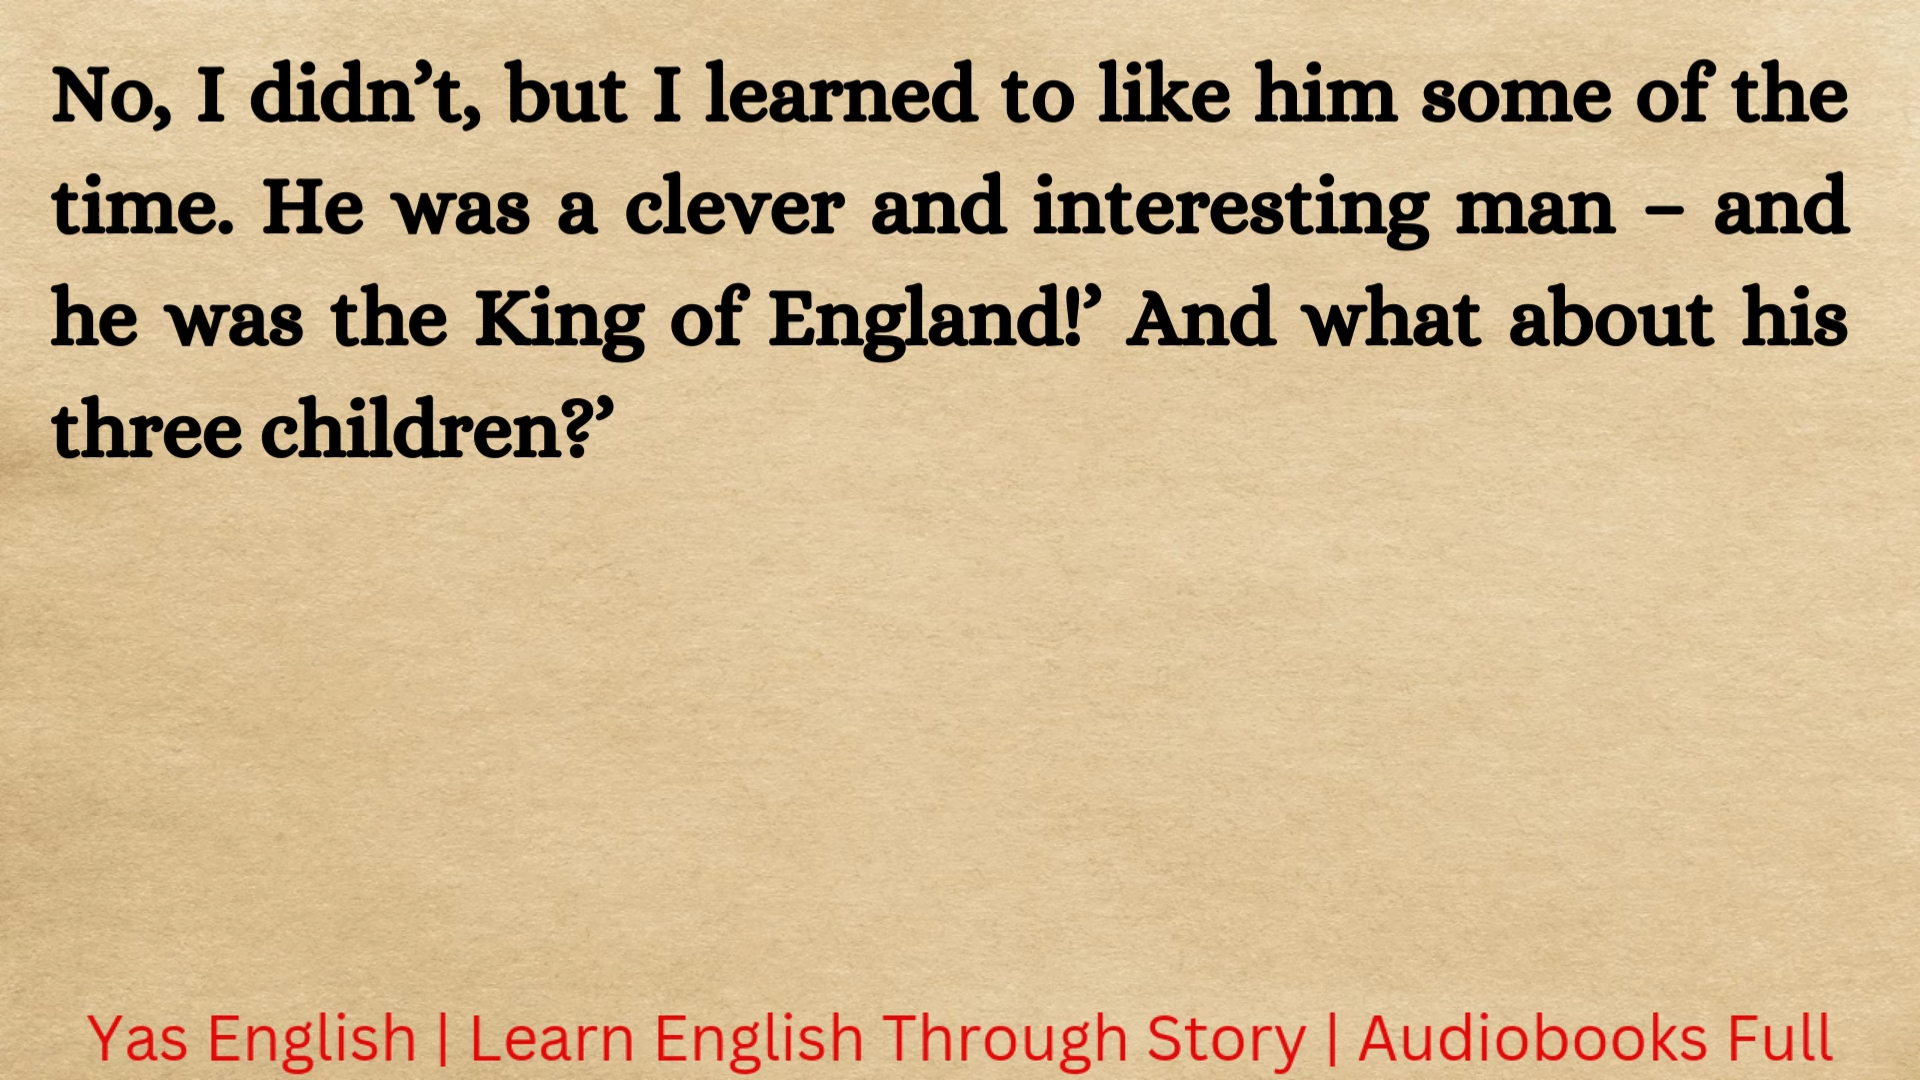 No, I didn’t, but I learned to like him some of the
time. He was a clever and interesting man – and
he was the King of England!’ And what about his
three children?’
Yas English | Learn English Through Story | Audiobooks Full